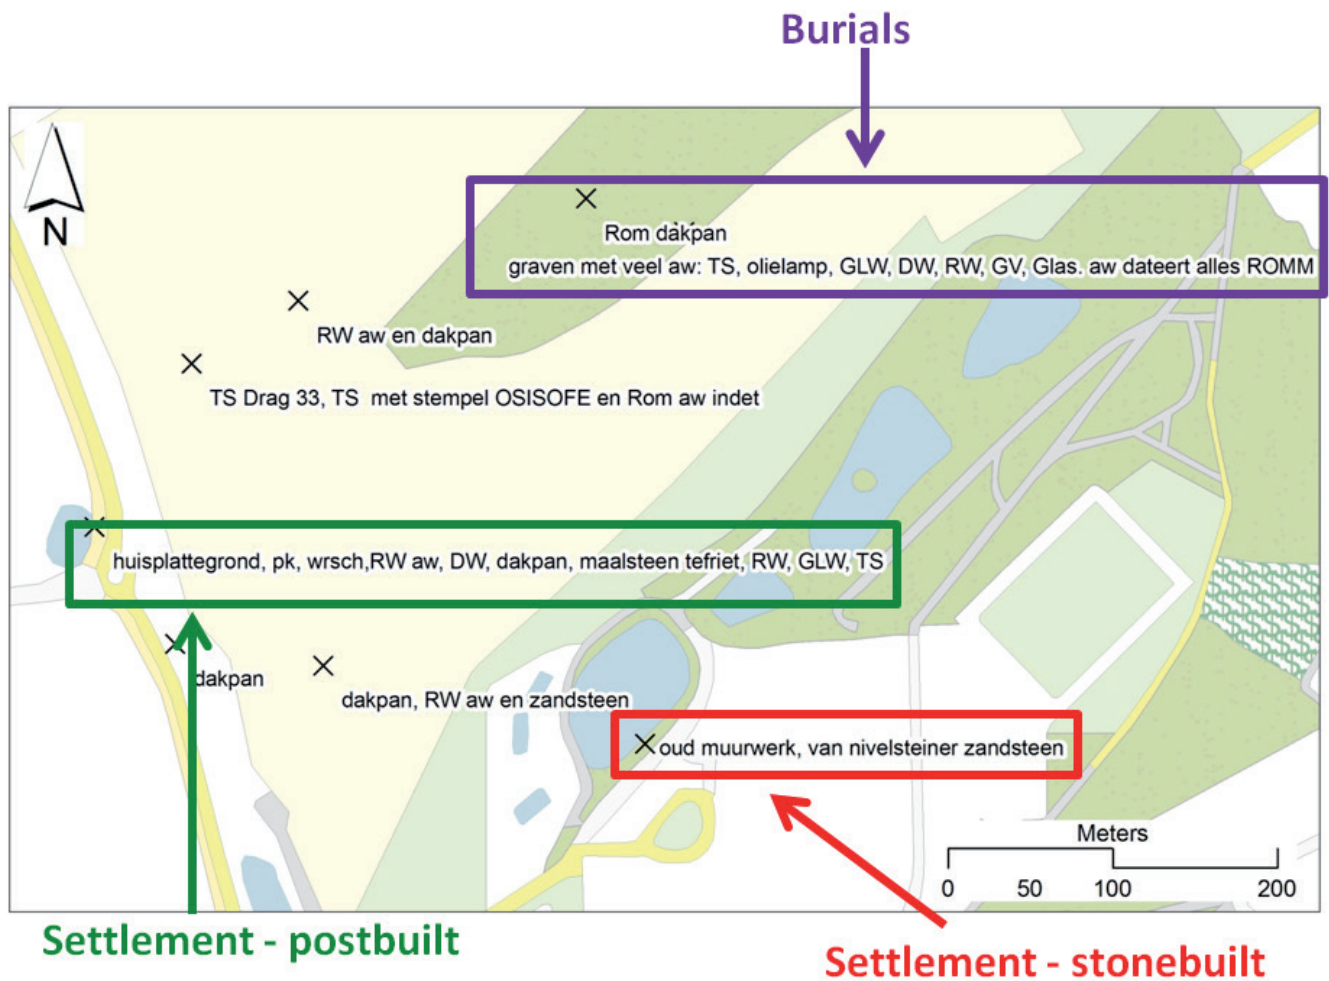 Burials
N
Rom dakpan
graven met veel aw: TS, olielamp, GLW, DW, RW, GV, Glas. aw dateert alles ROMM
RW aw en dakpan
TS Drag 33, TS met stempel OSISOFE en Rom aw indet
huisplattegrond, pk, wrsch,RW aw, DW, dakpan, maalsteen tefriet, RW, GLW, TS
dakpan
dakpan, RW aw en zandsteen
oud muurwerk, van nivelsteiner zandsteen
Meters
0 50 100 200
Settlement - postbuilt
Settlement - stonebuilt